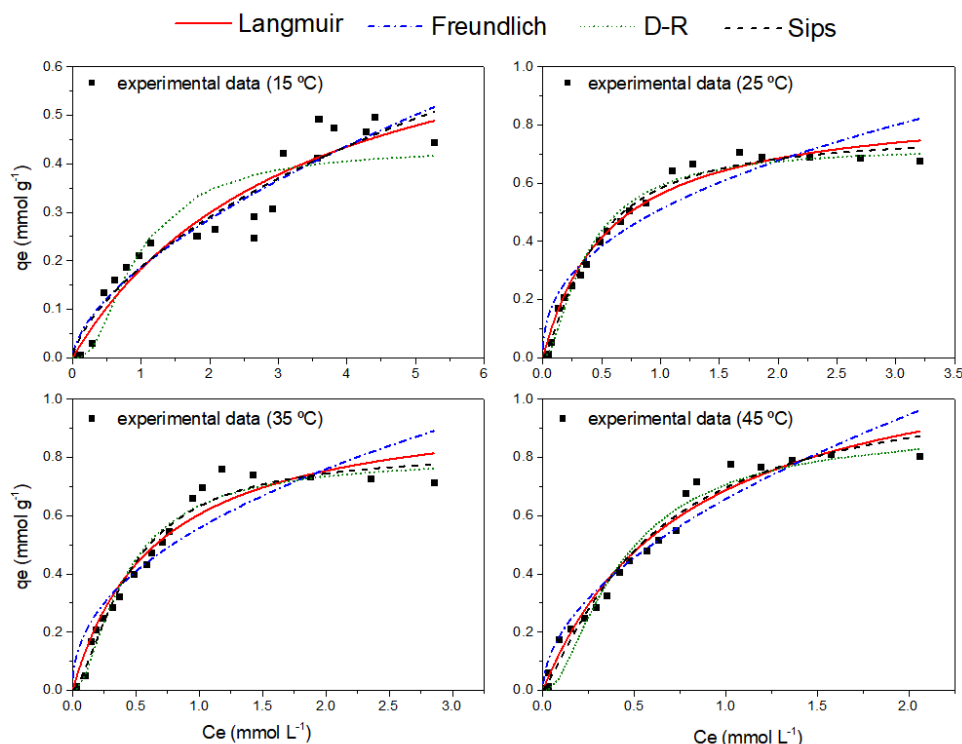 Langmuir Freundlich D-R Sips
0.6 0.5 0.4 0.3 0.2 0.1 0.0
qe (mmol g-1)
experimental data (15 ºC)
0 1 2 3 4 5 6
1.0 0.8 0.6 0.4 0.2 0.0
experimental data (25 ºC)
0.0 0.5 1.0 1.5 2.0 2.5 3.0 3.5
1.0 0.8 0.6 0.4 0.2 0.0
qe (mmol g-1)
experimental data (35 ºC)
0.0 0.5 1.0 1.5 2.0 2.5 3.0
Ce (mmol L-1)
1.0 0.8 0.6 0.4 0.2 0.0
experimental data (45 ºC)
0.0 0.5 1.0 1.5 2.0
Ce (mmol L-1)